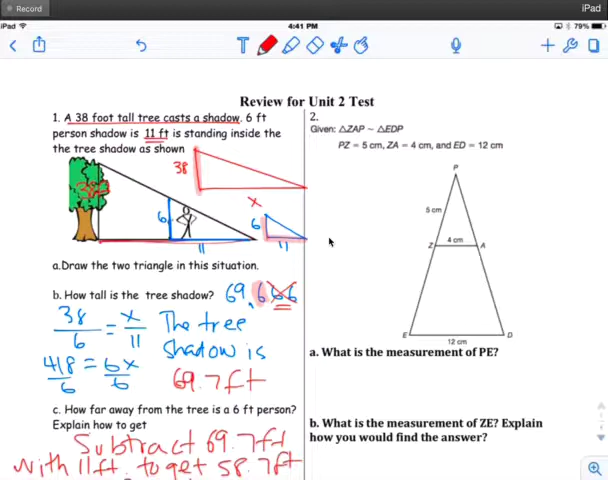 Record
iPad
iPad
4:41 PM
79%
T
Review for Unit 2 Test
1. A 38 foot tall tree casts a shadow. 6 ft
person shadow is 11 ft is standing inside the
the tree shadow as shown
38
x
6
11
38
6
11
a.Draw the two triangle in this situation.
b. How tall is the tree shadow? 69.666
38/6 = x/11 The tree
shadow is
418/6 = 6x/6 69.7ft
c. How far away from the tree is a 6 ft person?
Explain how to get
Subtract 69.7ft
with 11ft. to get 58.7ft
2.
Given: △ZAP ~ △EDP
PZ = 5 cm, ZA = 4 cm, and ED = 12 cm
P
5 cm
Z
4 cm
A
E
12 cm
D
a. What is the measurement of PE?
b. What is the measurement of ZE? Explain
how you would find the answer?